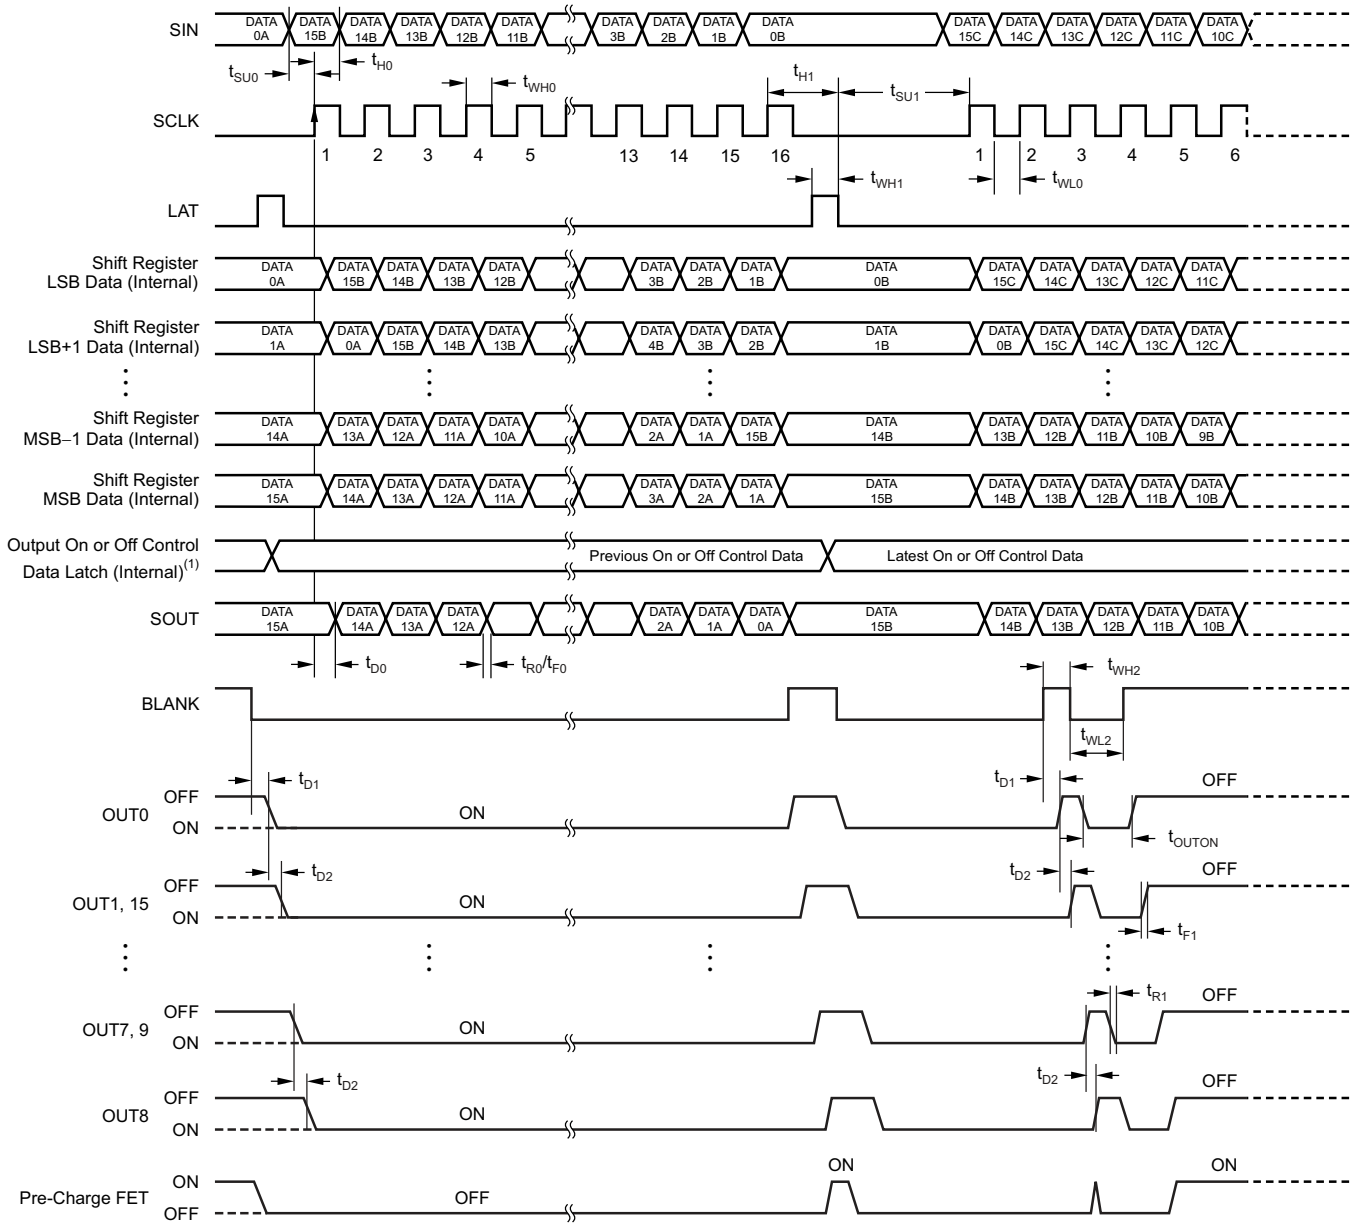 SIN
DATA 0A DATA 15B DATA 14B DATA 13B DATA 12B DATA 11B DATA 3B DATA 2B DATA 1B DATA 0B DATA 15C DATA 14C DATA 13C DATA 12C DATA 11C DATA 10C
tSU0 tH0 tWH0 tH1 tSU1
SCLK
1 2 3 4 5 13 14 15 16 1 2 3 4 5 6
tWH1 tWL0
LAT
Shift Register
LSB Data (Internal)
DATA 0A DATA 15B DATA 14B DATA 13B DATA 12B DATA 3B DATA 2B DATA 1B DATA 0B DATA 15C DATA 14C DATA 13C DATA 12C DATA 11C
Shift Register
LSB+1 Data (Internal)
DATA 1A DATA 0A DATA 15B DATA 14B DATA 13B DATA 4B DATA 3B DATA 2B DATA 1B DATA 0B DATA 15C DATA 14C DATA 13C DATA 12C
Shift Register
MSB–1 Data (Internal)
DATA 14A DATA 13A DATA 12A DATA 11A DATA 10A DATA 2A DATA 1A DATA 15B DATA 14B DATA 13B DATA 12B DATA 11B DATA 10B DATA 9B
Shift Register
MSB Data (Internal)
DATA 15A DATA 14A DATA 13A DATA 12A DATA 11A DATA 3A DATA 2A DATA 1A DATA 15B DATA 14B DATA 13B DATA 12B DATA 11B DATA 10B
Output On or Off Control
Data Latch (Internal)(1)
Previous On or Off Control Data Latest On or Off Control Data
SOUT
DATA 15A DATA 14A DATA 13A DATA 12A DATA 2A DATA 1A DATA 0A DATA 15B DATA 14B DATA 13B DATA 12B DATA 11B DATA 10B
tD0 tR0/tF0 tWH2
BLANK
tWL2
tD1 tD1 OFF
OUT0
OFF
ON
ON
tOUTON
tD2 tD2 OFF
OUT1, 15
OFF
ON
ON
tF1
tR1 OFF
OUT7, 9
OFF
ON
ON
tD2 tD2 OFF
OUT8
OFF
ON
ON
ON ON
Pre-Charge FET
ON
OFF
OFF